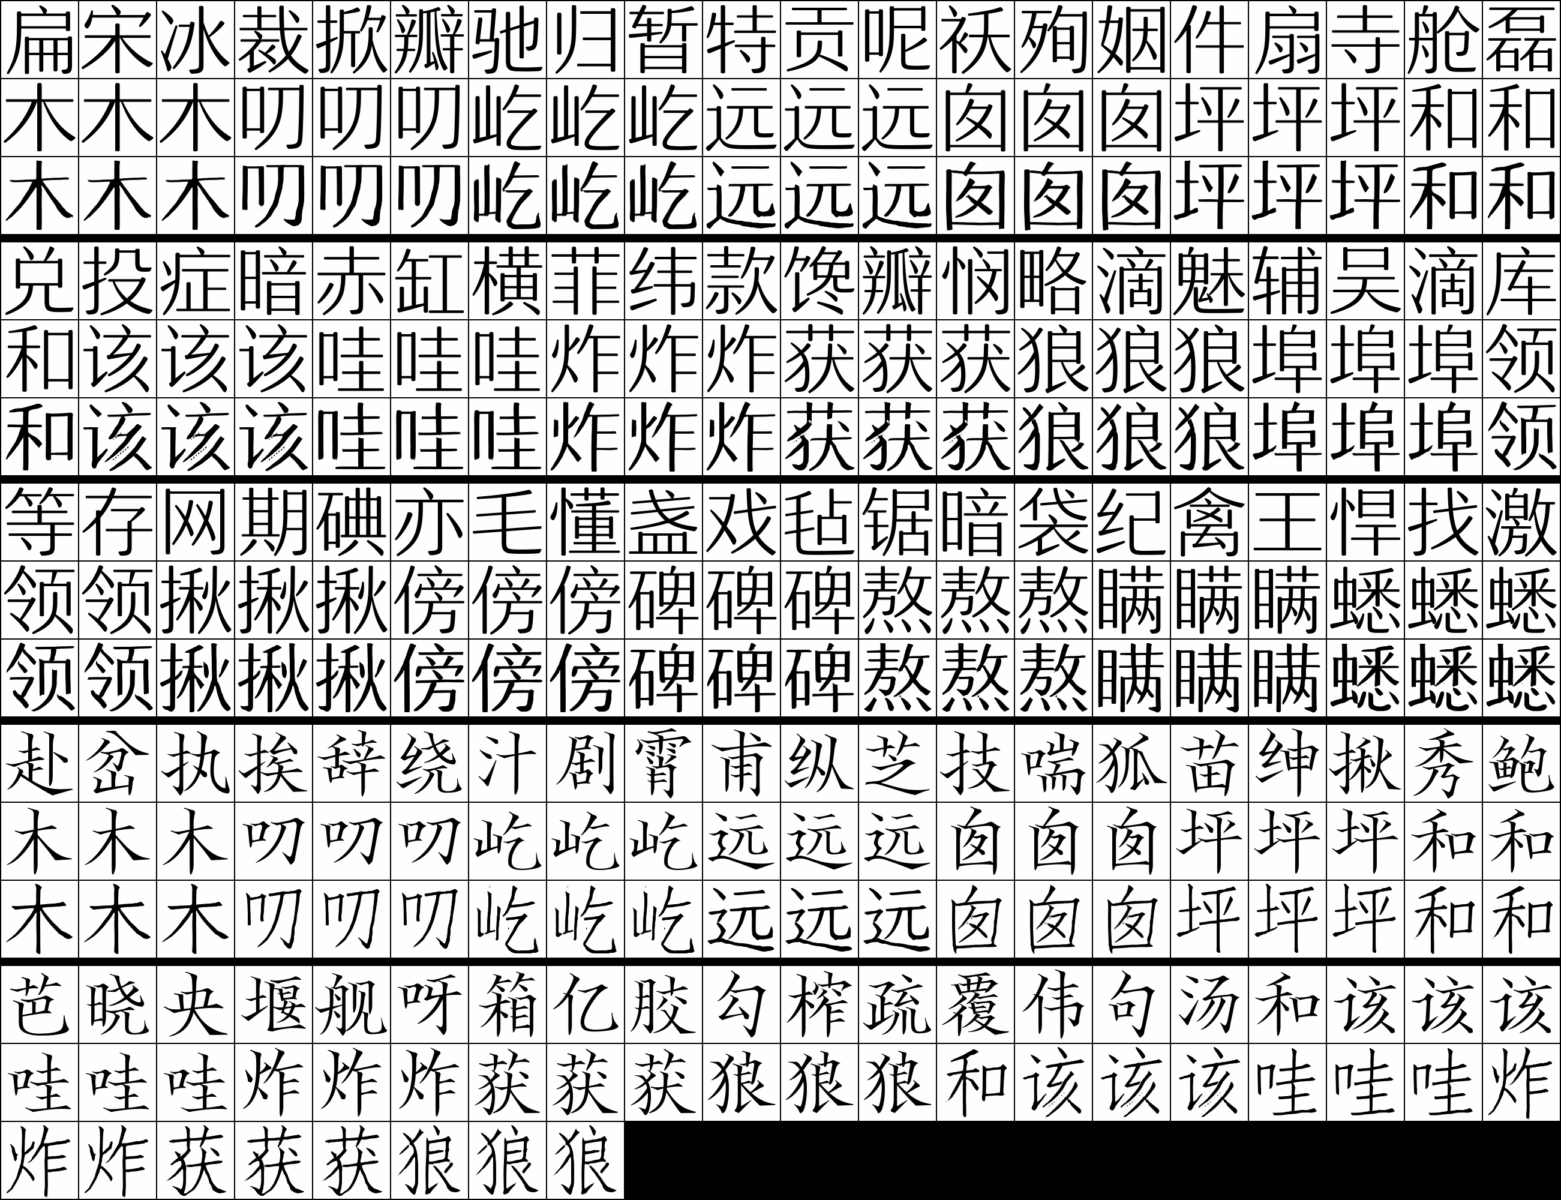 扁宋冰裁掀瓣驰归暂特贡呢袄殉姻件扇寺舱磊
木木木叨叨叨屹屹屹远远远囱囱囱坪坪坪和和
木木木叨叨叨屹屹屹远远远囱囱囱坪坪坪和和
兑投症暗赤缸横菲纬款馋瓣悯略滴魅辅吴滴库
和该该该哇哇哇炸炸炸获获获狼狼狼埠埠埠领
和该该该哇哇哇炸炸炸获获获狼狼狼埠埠埠领
等存网期碘亦毛懂盏戏毡锯暗袋纪禽王悍找激
领领揪揪揪傍傍傍碑碑碑熬熬熬瞒瞒瞒蟋蟋蟋
领领揪揪揪傍傍傍碑碑碑熬熬熬瞒瞒瞒蟋蟋蟋
赴岔执挨辞绕汁剧霄甫纵芝技喘狐苗绅揪秀鲍
木木木叨叨叨屹屹屹远远远囱囱囱坪坪坪和和
木木木叨叨叨屹屹屹远远远囱囱囱坪坪坪和和
芭晓央堰舰呀箱亿胶勾榨疏覆伟句汤和该该该
哇哇哇炸炸炸获获获狼狼狼和该该该哇哇哇炸
炸炸获获获狼狼狼